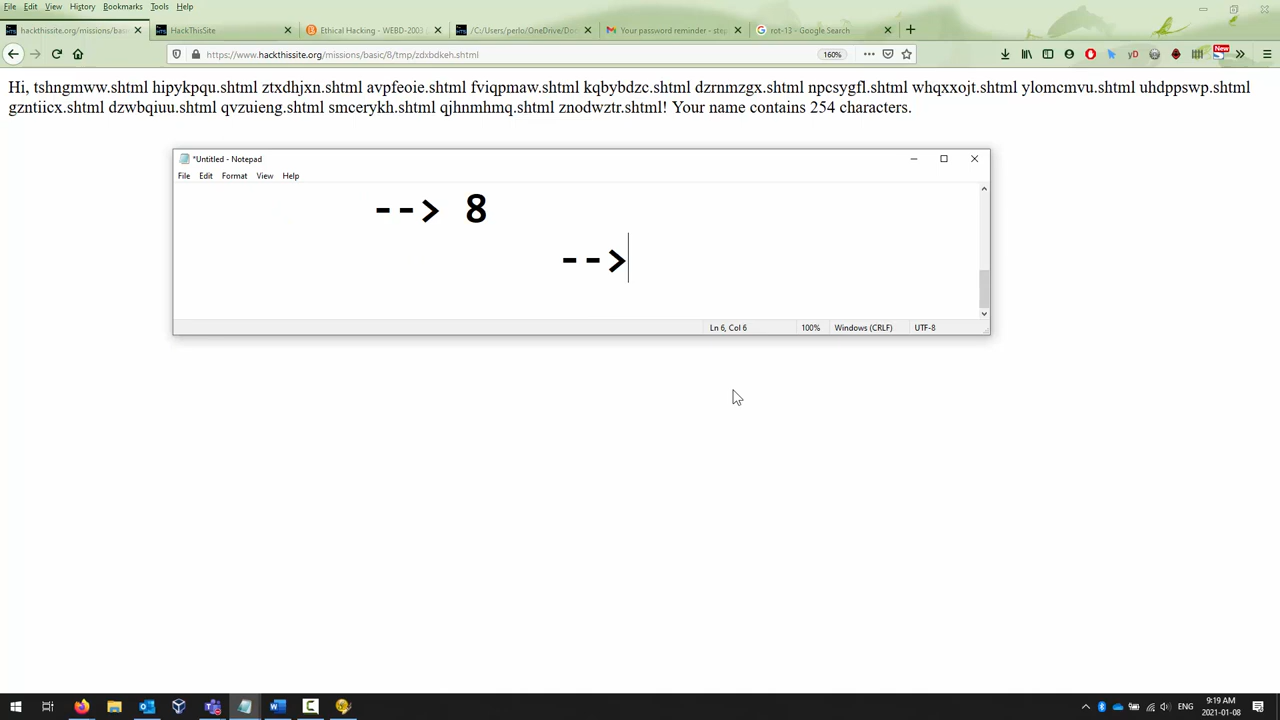 File Edit View History Bookmarks Tools Help
hackthissite.org/missions/basic
HackThisSite
Ethical Hacking - WEBD-2003
/C:/Users/perlo/OneDrive/Doc
Your password reminder - step
rot-13 - Google Search
https://www.hackthissite.org/missions/basic/8/tmp/zdxbdkeh.shtml
160%
New
Hi, tshngmww.shtml hipykpqu.shtml ztxdhjxn.shtml avpfeoie.shtml fviqpmaw.shtml kqbybdzc.shtml dzrnmzgx.shtml npcsygfl.shtml whqxxojt.shtml ylomcmvu.shtml uhdppswp.shtml
gzntiicx.shtml dzwbqiuu.shtml qvzuieng.shtml smcerykh.shtml qjhnmhmq.shtml znodwztr.shtml! Your name contains 254 characters.
*Untitled - Notepad
File Edit Format View Help
--> 8
-->
Ln 6, Col 6
100%
Windows (CRLF)
UTF-8
ENG
9:19 AM
2021-01-08